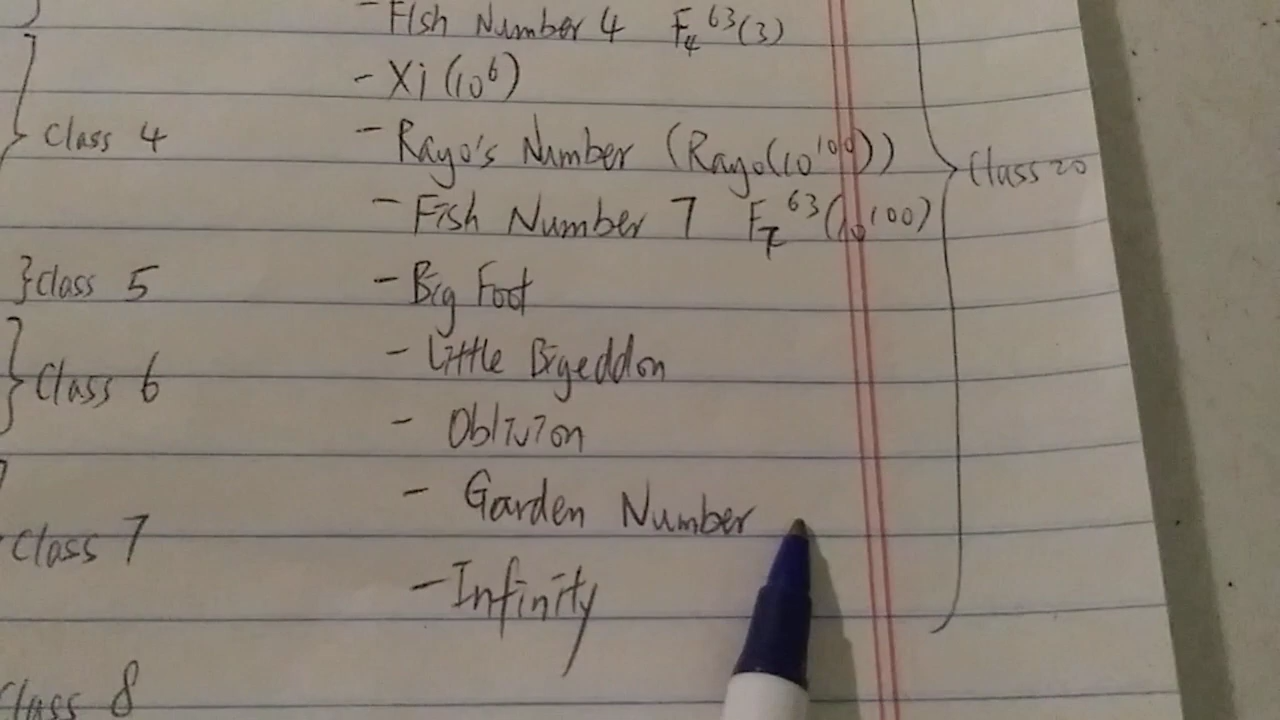 - Fish Number 4 F₄⁶³(3)
- Xi (10⁶)
Class 4
- Rayo's Number (Rayo(10¹⁰⁰))
Class 20
- Fish Number 7 F₇⁶³(10¹⁰⁰)
Class 5
- Big Foot
- Little Bigeddon
Class 6
- Oblivion
- Garden Number
Class 7
- Infinity
Class 8